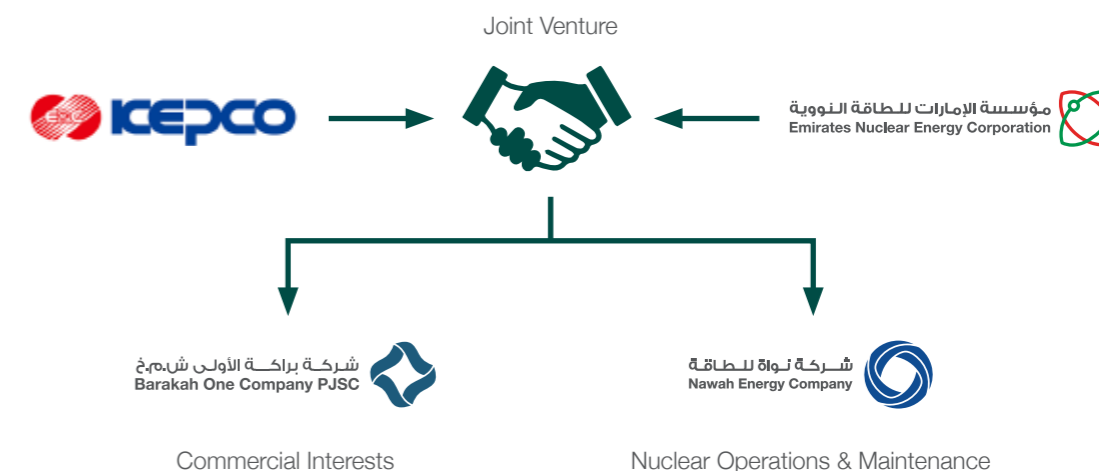 Joint Venture
KEPCO
مؤسسة الإمارات للطاقة النووية
Emirates Nuclear Energy Corporation
شركة براكة الأولى ش.م.خ
Barakah One Company PJSC
شركة نواة للطاقة
Nawah Energy Company
Commercial Interests
Nuclear Operations & Maintenance